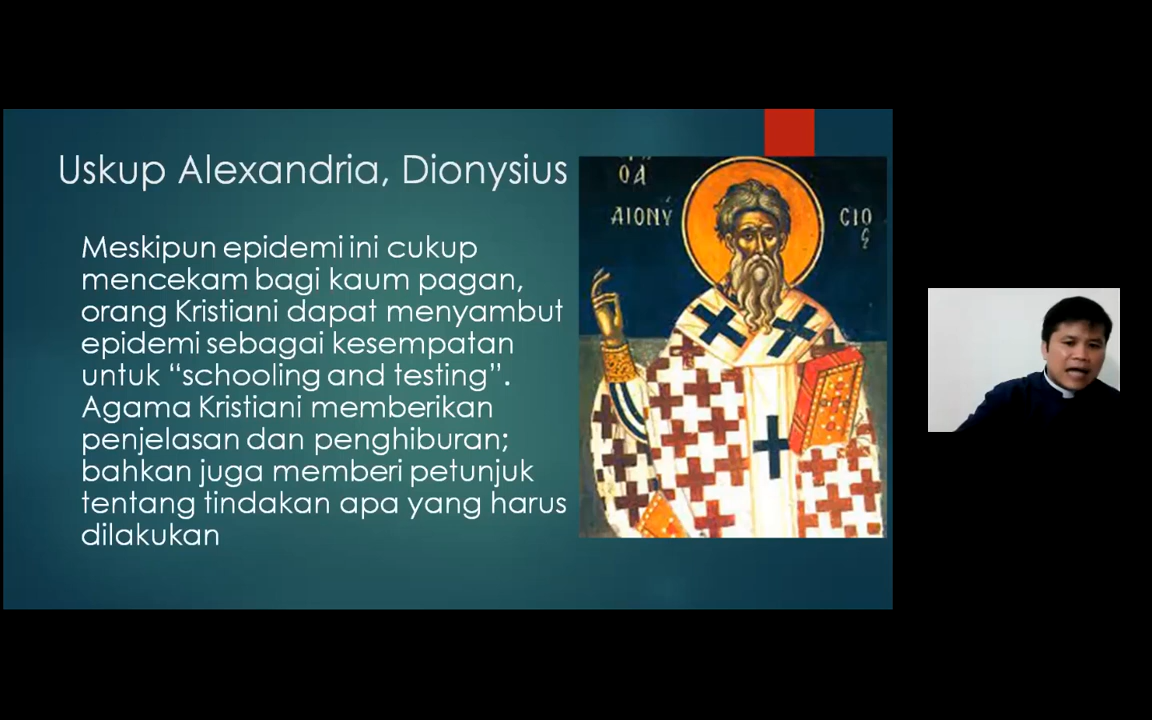 Uskup Alexandria, Dionysius
Meskipun epidemi ini cukup
mencekam bagi kaum pagan,
orang Kristiani dapat menyambut
epidemi sebagai kesempatan
untuk “schooling and testing”.
Agama Kristiani memberikan
penjelasan dan penghiburan;
bahkan juga memberi petunjuk
tentang tindakan apa yang harus
dilakukan
ΔΙΟΝΥ
CIO